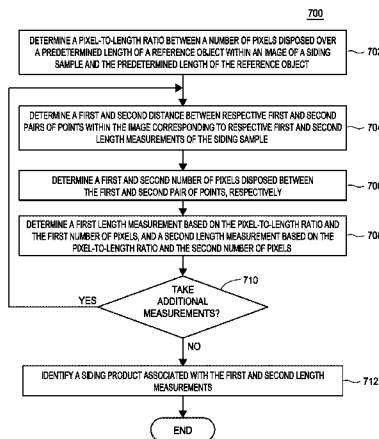 700
DETERMINE A PIXEL-TO-LENGTH RATIO BETWEEN A NUMBER OF PIXELS DISPOSED OVER
A PREDETERMINED LENGTH OF A REFERENCE OBJECT WITHIN AN IMAGE OF A SIDING
SAMPLE AND THE PREDETERMINED LENGTH OF THE REFERENCE OBJECT
702
DETERMINE A FIRST AND SECOND DISTANCE BETWEEN RESPECTIVE FIRST AND SECOND
PAIRS OF POINTS WITHIN THE IMAGE CORRESPONDING TO RESPECTIVE FIRST AND SECOND
LENGTH MEASUREMENTS OF THE SIDING SAMPLE
704
DETERMINE A FIRST AND SECOND NUMBER OF PIXELS DISPOSED BETWEEN
THE FIRST AND SECOND PAIR OF POINTS, RESPECTIVELY
706
DETERMINE A FIRST LENGTH MEASUREMENT BASED ON THE PIXEL-TO-LENGTH RATIO AND
THE FIRST NUMBER OF PIXELS, AND A SECOND LENGTH MEASUREMENT BASED ON THE
PIXEL-TO-LENGTH RATIO AND THE SECOND NUMBER OF PIXELS
708
710
YES
TAKE
ADDITIONAL
MEASUREMENTS?
NO
IDENTIFY A SIDING PRODUCT ASSOCIATED WITH THE FIRST AND SECOND LENGTH
MEASUREMENTS
712
END